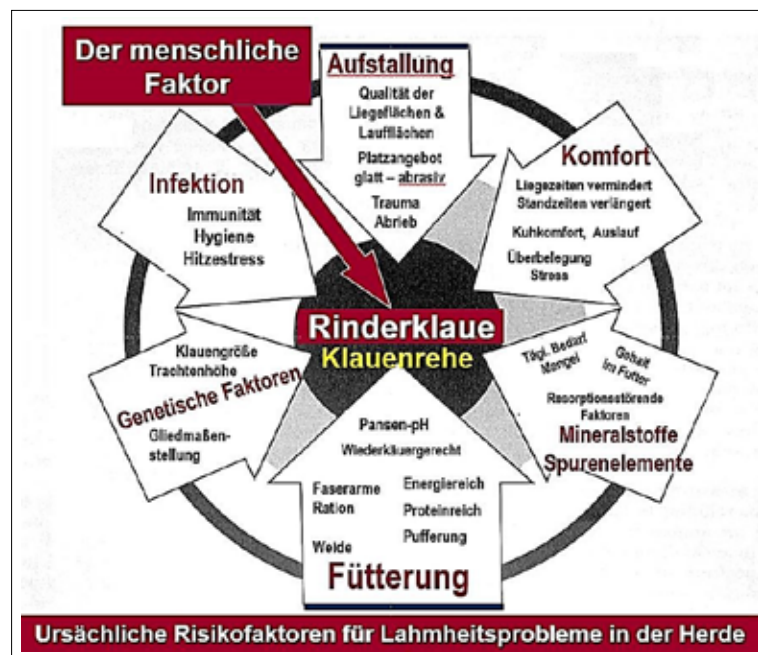 Der menschliche
Faktor
Aufstallung
Qualität der
Liegeflächen &
Laufflächen
Platzangebot
glatt – abrasiv
Trauma
Abrieb
Komfort
Liegezeiten vermindert
Standzeiten verlängert
Kuhkomfort, Auslauf
Überbelegung
Stress
Infektion
Immunität
Hygiene
Hitzestress
Rinderklaue
Klauenrehe
Klauengröße
Trachtenhöhe
Genetische Faktoren
Gliedmaßen-
stellung
Tägl. Bedarf
Mengel
Gehalt
im Futter
Resorptionsstörende
Faktoren
Mineralstoffe
Spurenelemente
Pansen-pH
Wiederkäuergerecht
Faserarme
Ration
Weide
Energiereich
Proteinreich
Pufferung
Fütterung
Ursächliche Risikofaktoren für Lahmheitsprobleme in der Herde